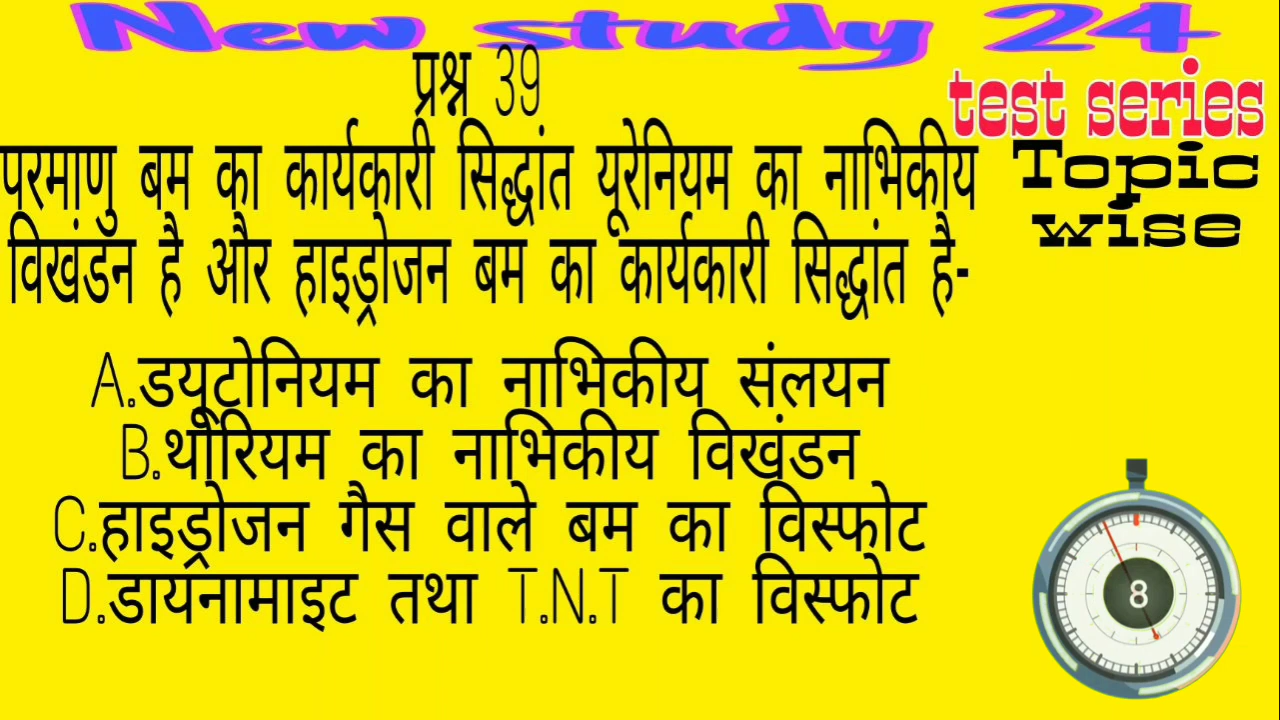 New study 24
प्रश्न 39
test series
Topic
wise
परमाणु बम का कार्यकारी सिद्धांत यूरेनियम का नाभिकीय
विखंडन है और हाइड्रोजन बम का कार्यकारी सिद्धांत है-
A.डयूटोनियम का नाभिकीय संलयन
B.थोरियम का नाभिकीय विखंडन
C.हाइड्रोजन गैस वाले बम का विस्फोट
D.डायनामाइट तथा T.N.T का विस्फोट
8